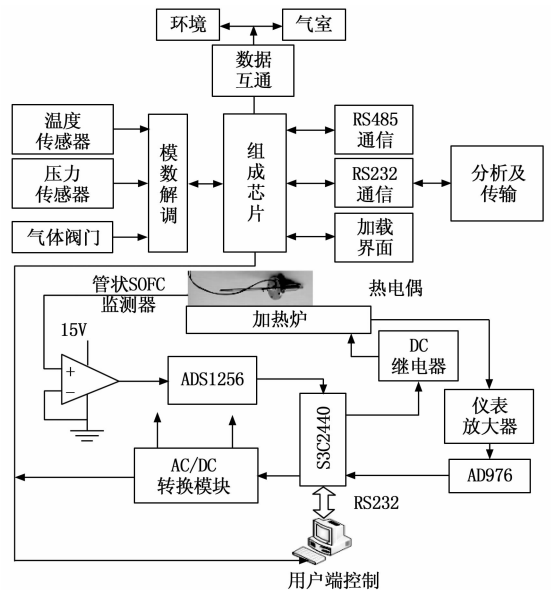 环境
气室
数据
互通
温度
传感器
压力
传感器
气体阀门
模数解调
组成芯片
RS485
通信
RS232
通信
加载
界面
分析及
传输
管状SOFC
监测器
热电偶
加热炉
15V
DC
继电器
ADS1256
S3C2440
仪表
放大器
AC/DC
转换模块
AD976
RS232
用户端控制